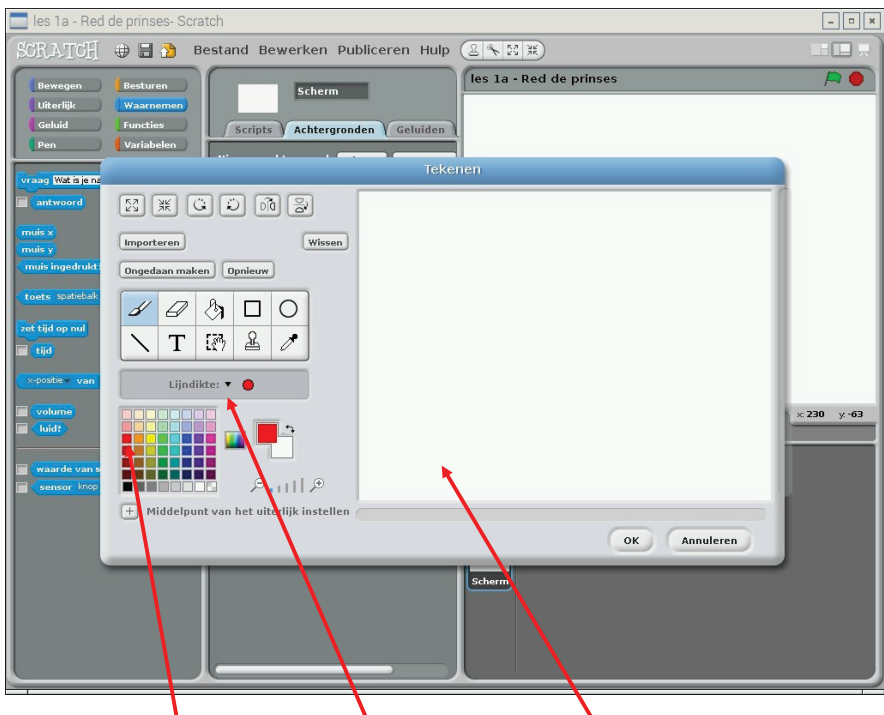 les 1a - Red de prinses- Scratch
SCRATCH Bestand Bewerken Publiceren Hulp
Bewegen Besturen
Uiterlijk Waarnemen
Geluid Functies
Pen Variabelen
Scherm
Scripts Achtergronden Geluiden
les 1a - Red de prinses
vraag Wat is je na
antwoord
muis x
muis y
muis ingedrukt?
toets spatiebalk
zet tijd op nul
tijd
x-positie van
volume
luid?
waarde van s
sensor knop
Tekenen
Importeren Wissen
Ongedaan maken Opnieuw
T
Lijndikte:
Middelpunt van het uiterlijk instellen
OK Annuleren
x: 230 y: -63
Scherm